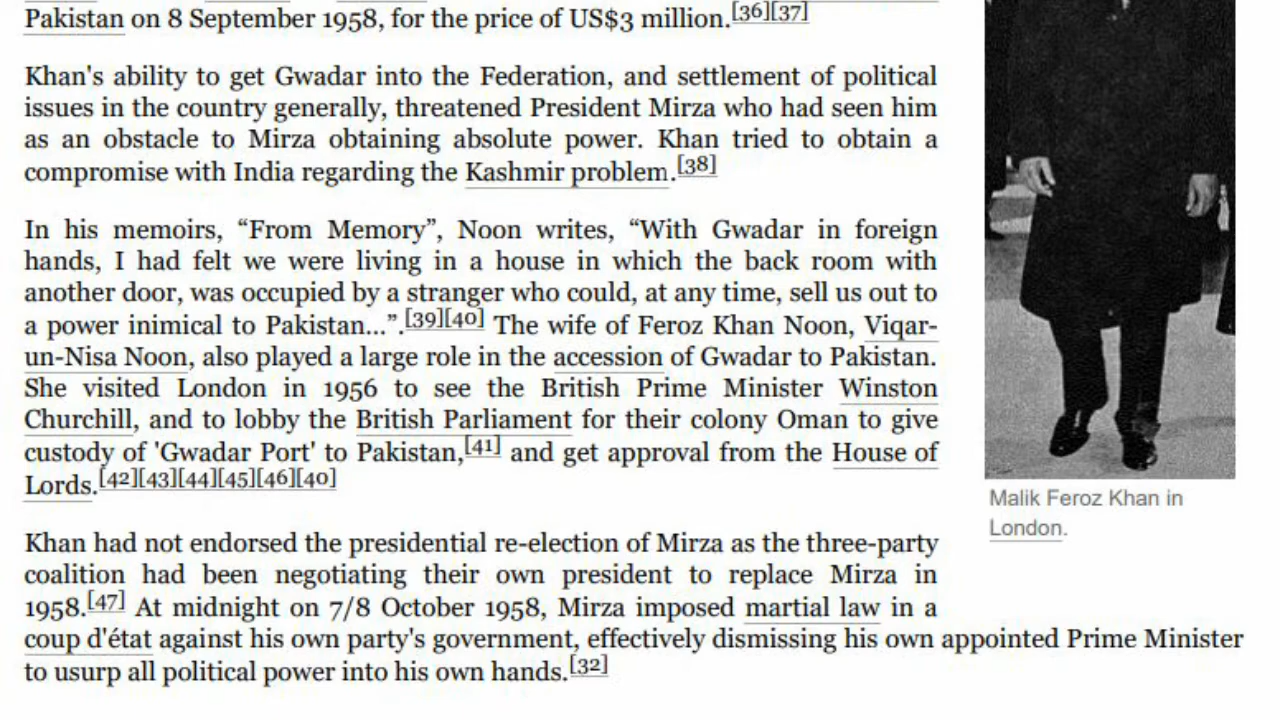 Pakistan on 8 September 1958, for the price of US$3 million.[36][37]
Khan's ability to get Gwadar into the Federation, and settlement of political
issues in the country generally, threatened President Mirza who had seen him
as an obstacle to Mirza obtaining absolute power. Khan tried to obtain a
compromise with India regarding the Kashmir problem.[38]
In his memoirs, “From Memory”, Noon writes, “With Gwadar in foreign
hands, I had felt we were living in a house in which the back room with
another door, was occupied by a stranger who could, at any time, sell us out to
a power inimical to Pakistan...”.[39][40] The wife of Feroz Khan Noon, Viqar-
un-Nisa Noon, also played a large role in the accession of Gwadar to Pakistan.
She visited London in 1956 to see the British Prime Minister Winston
Churchill, and to lobby the British Parliament for their colony Oman to give
custody of 'Gwadar Port' to Pakistan,[41] and get approval from the House of
Lords.[42][43][44][45][46][40]
Khan had not endorsed the presidential re-election of Mirza as the three-party
coalition had been negotiating their own president to replace Mirza in
1958.[47] At midnight on 7/8 October 1958, Mirza imposed martial law in a
coup d'état against his own party's government, effectively dismissing his own appointed Prime Minister
to usurp all political power into his own hands.[32]
Malik Feroz Khan in
London.